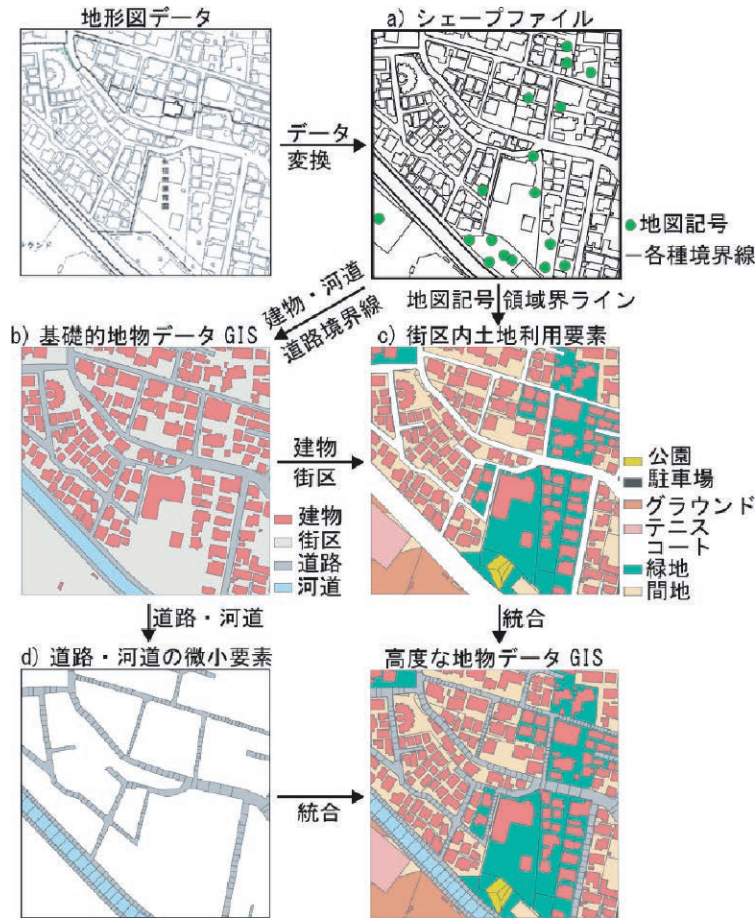 地形図データ
a) シェープファイル
データ
変換
地図記号
各種境界線
建物・河道
道路境界線
地図記号 領域界ライン
b) 基礎的地物データ GIS
c) 街区内土地利用要素
建物
街区
建物
街区
道路
河道
公園
駐車場
グラウンド
テニス
コート
緑地
間地
道路・河道
統合
d) 道路・河道の微小要素
高度な地物データ GIS
統合